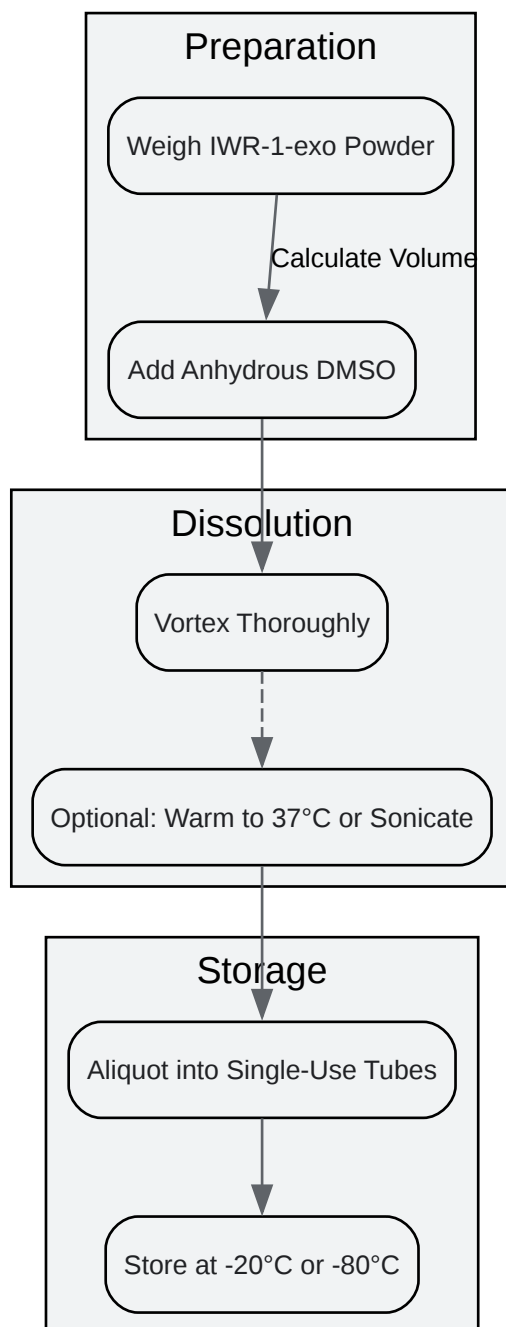 Preparation
Weigh IWR-1-exo Powder
Calculate Volume
Add Anhydrous DMSO
Dissolution
Vortex Thoroughly
Optional: Warm to 37°C or Sonicate
Storage
Aliquot into Single-Use Tubes
Store at -20°C or -80°C